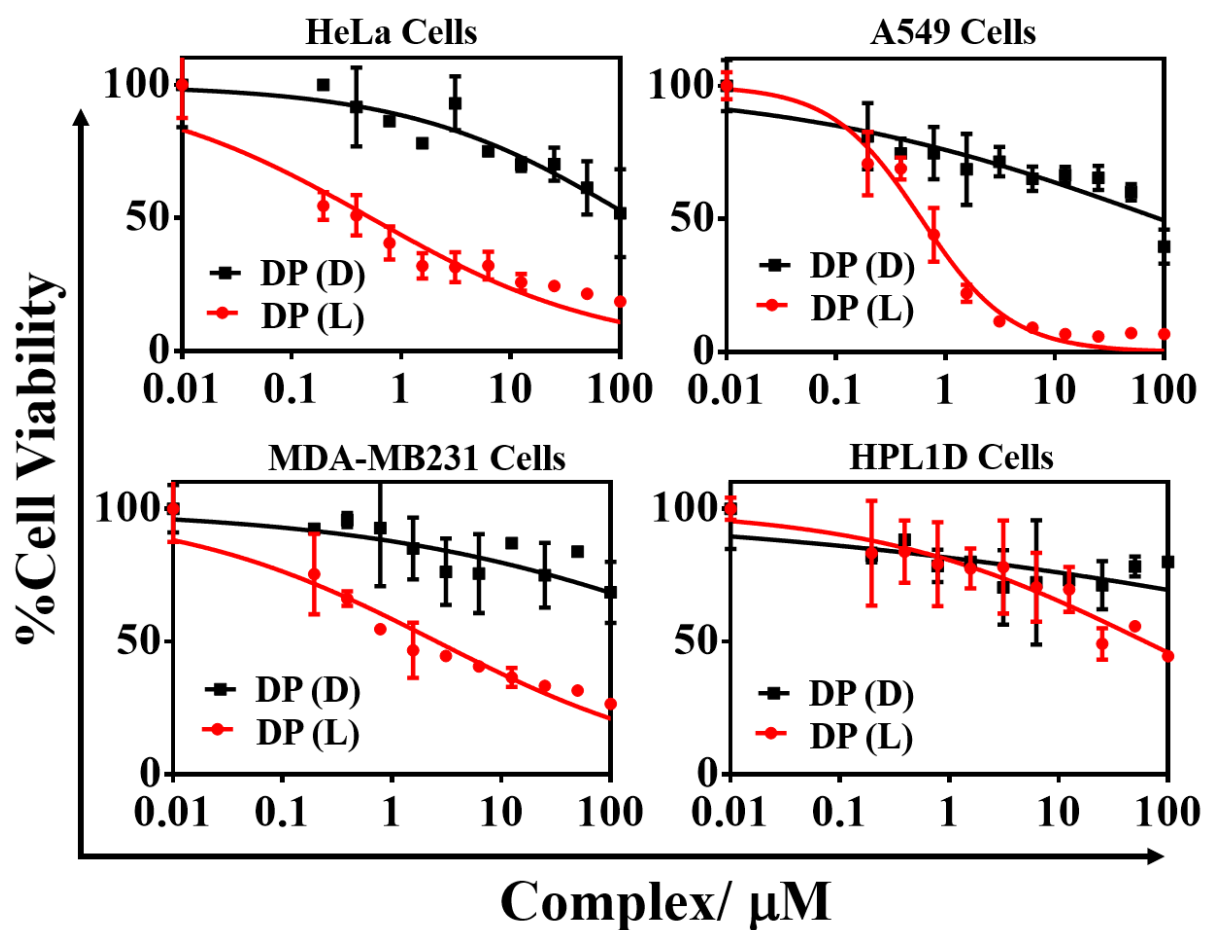 HeLa Cells
100
50
0
DP (D)
DP (L)
0.01 0.1 1 10 100
A549 Cells
100
50
0
DP (D)
DP (L)
0.01 0.1 1 10 100
MDA-MB231 Cells
100
50
0
DP (D)
DP (L)
0.01 0.1 1 10 100
HPL1D Cells
100
50
0
DP (D)
DP (L)
0.01 0.1 1 10 100
%Cell Viability
Complex/ μM